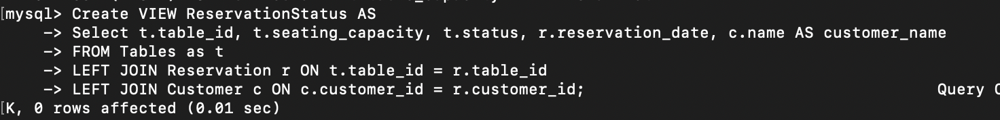 [mysql> Create VIEW ReservationStatus AS
-> Select t.table_id, t.seating_capacity, t.status, r.reservation_date, c.name AS customer_name
-> FROM Tables as t
-> LEFT JOIN Reservation r ON t.table_id = r.table_id
-> LEFT JOIN Customer c ON c.customer_id = r.customer_id; Query O
[K, 0 rows affected (0.01 sec)